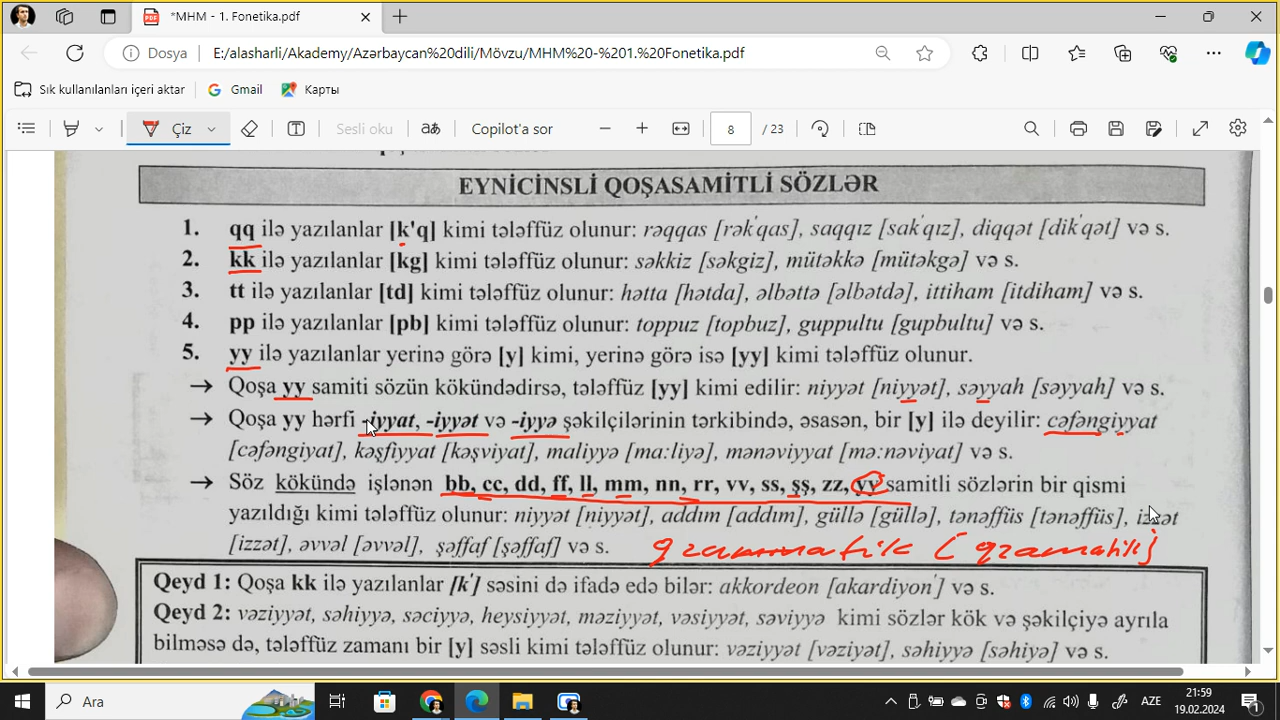 *MHM - 1. Fonetika.pdf
Dosya E:/alasharli/Akademy/Azərbaycan%20dili/Mövzu/MHM%20-%201.%20Fonetika.pdf
Sık kullanılanları içeri aktar Gmail Карты
Çiz Sesli oku aあ Copilot'a sor 8 / 23
EYNİCİNSLİ QOŞASAMİTLİ SÖZLƏR
1. qq ilə yazılanlar [k'q] kimi tələffüz olunur: rəqqas [rək'qas], saqqız [sak'qız], diqqət [dik'qət] və s.
2. kk ilə yazılanlar [kg] kimi tələffüz olunur: səkkiz [səkgiz], mütəkkə [mütəkgə] və s.
3. tt ilə yazılanlar [td] kimi tələffüz olunur: hətta [hətda], əlbəttə [əlbətdə], ittiham [itdiham] və s.
4. pp ilə yazılanlar [pb] kimi tələffüz olunur: toppuz [topbuz], guppultu [gupbultu] və s.
5. yy ilə yazılanlar yerinə görə [y] kimi, yerinə görə isə [yy] kimi tələffüz olunur.
→ Qoşa yy samiti sözün kökündədirsə, tələffüz [yy] kimi edilir: niyyət [niyyət], səyyah [səyyah] və s.
→ Qoşa yy hərfi -iyyat, -iyyət və -iyyə şəkilçilərinin tərkibində, əsasən, bir [y] ilə deyilir: cəfəngiyyat
[cəfəngiyat], kəşfiyyat [kəşviyat], maliyyə [ma:liyə], mənəviyyat [mə:nəviyat] və s.
→ Söz kökündə işlənən bb, cc, dd, ff, ll, mm, nn, rr, vv, ss, şş, zz, yy samitli sözlərin bir qismi
yazıldığı kimi tələffüz olunur: niyyət [niyyət], addım [addım], güllə [güllə], tənəffüs [tənəffüs], izzət
[izzət], əvvəl [əvvəl], şəffaf [şəffaf] və s. qrammatik [qramatik]
Qeyd 1: Qoşa kk ilə yazılanlar [k'] səsini də ifadə edə bilər: akkordeon [akardiyon'] və s.
Qeyd 2: vəziyyət, səhiyyə, səciyyə, heysiyyət, məziyyət, vəsiyyət, səviyyə kimi sözlər kök və şəkilçiyə ayrıla
bilməsə də, tələffüz zamanı bir [y] səsli kimi tələffüz olunur: vəziyyət [vəziyət], səhiyyə [səhiyə] və s.
Ara AZE 21:59
19.02.2024